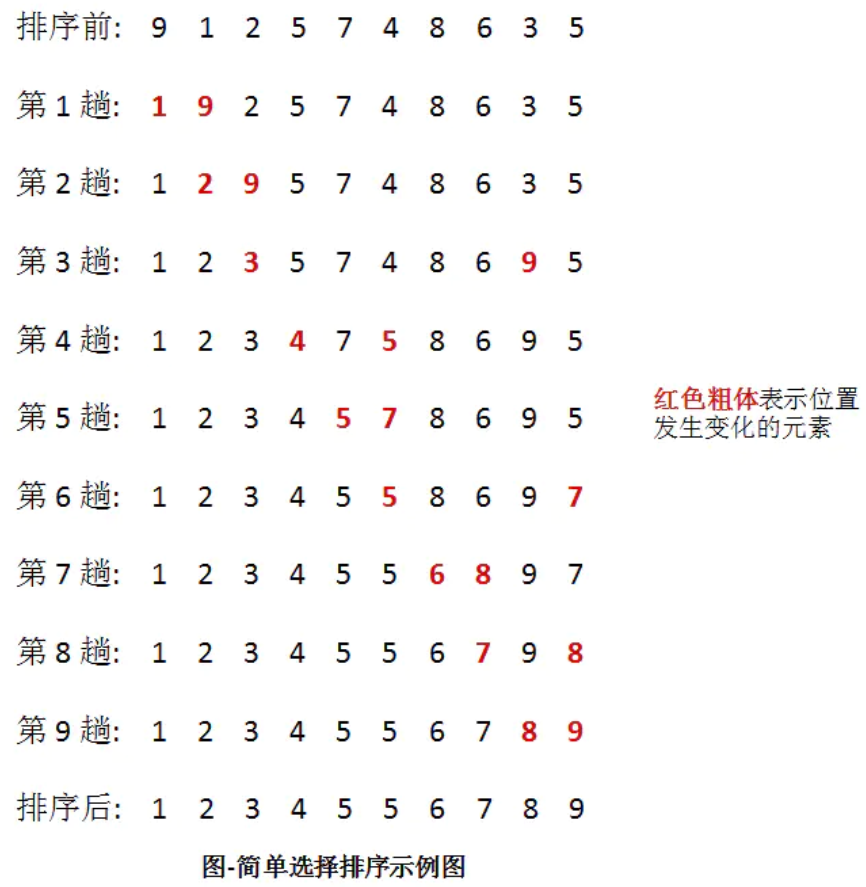 排序前: 9 1 2 5 7 4 8 6 3 5
第1趟: 1 9 2 5 7 4 8 6 3 5
第2趟: 1 2 9 5 7 4 8 6 3 5
第3趟: 1 2 3 5 7 4 8 6 9 5
第4趟: 1 2 3 4 7 5 8 6 9 5
第5趟: 1 2 3 4 5 7 8 6 9 5
第6趟: 1 2 3 4 5 5 8 6 9 7
第7趟: 1 2 3 4 5 5 6 8 9 7
第8趟: 1 2 3 4 5 5 6 7 9 8
第9趟: 1 2 3 4 5 5 6 7 8 9
排序后: 1 2 3 4 5 5 6 7 8 9
红色粗体表示位置
发生变化的元素
图-简单选择排序示例图